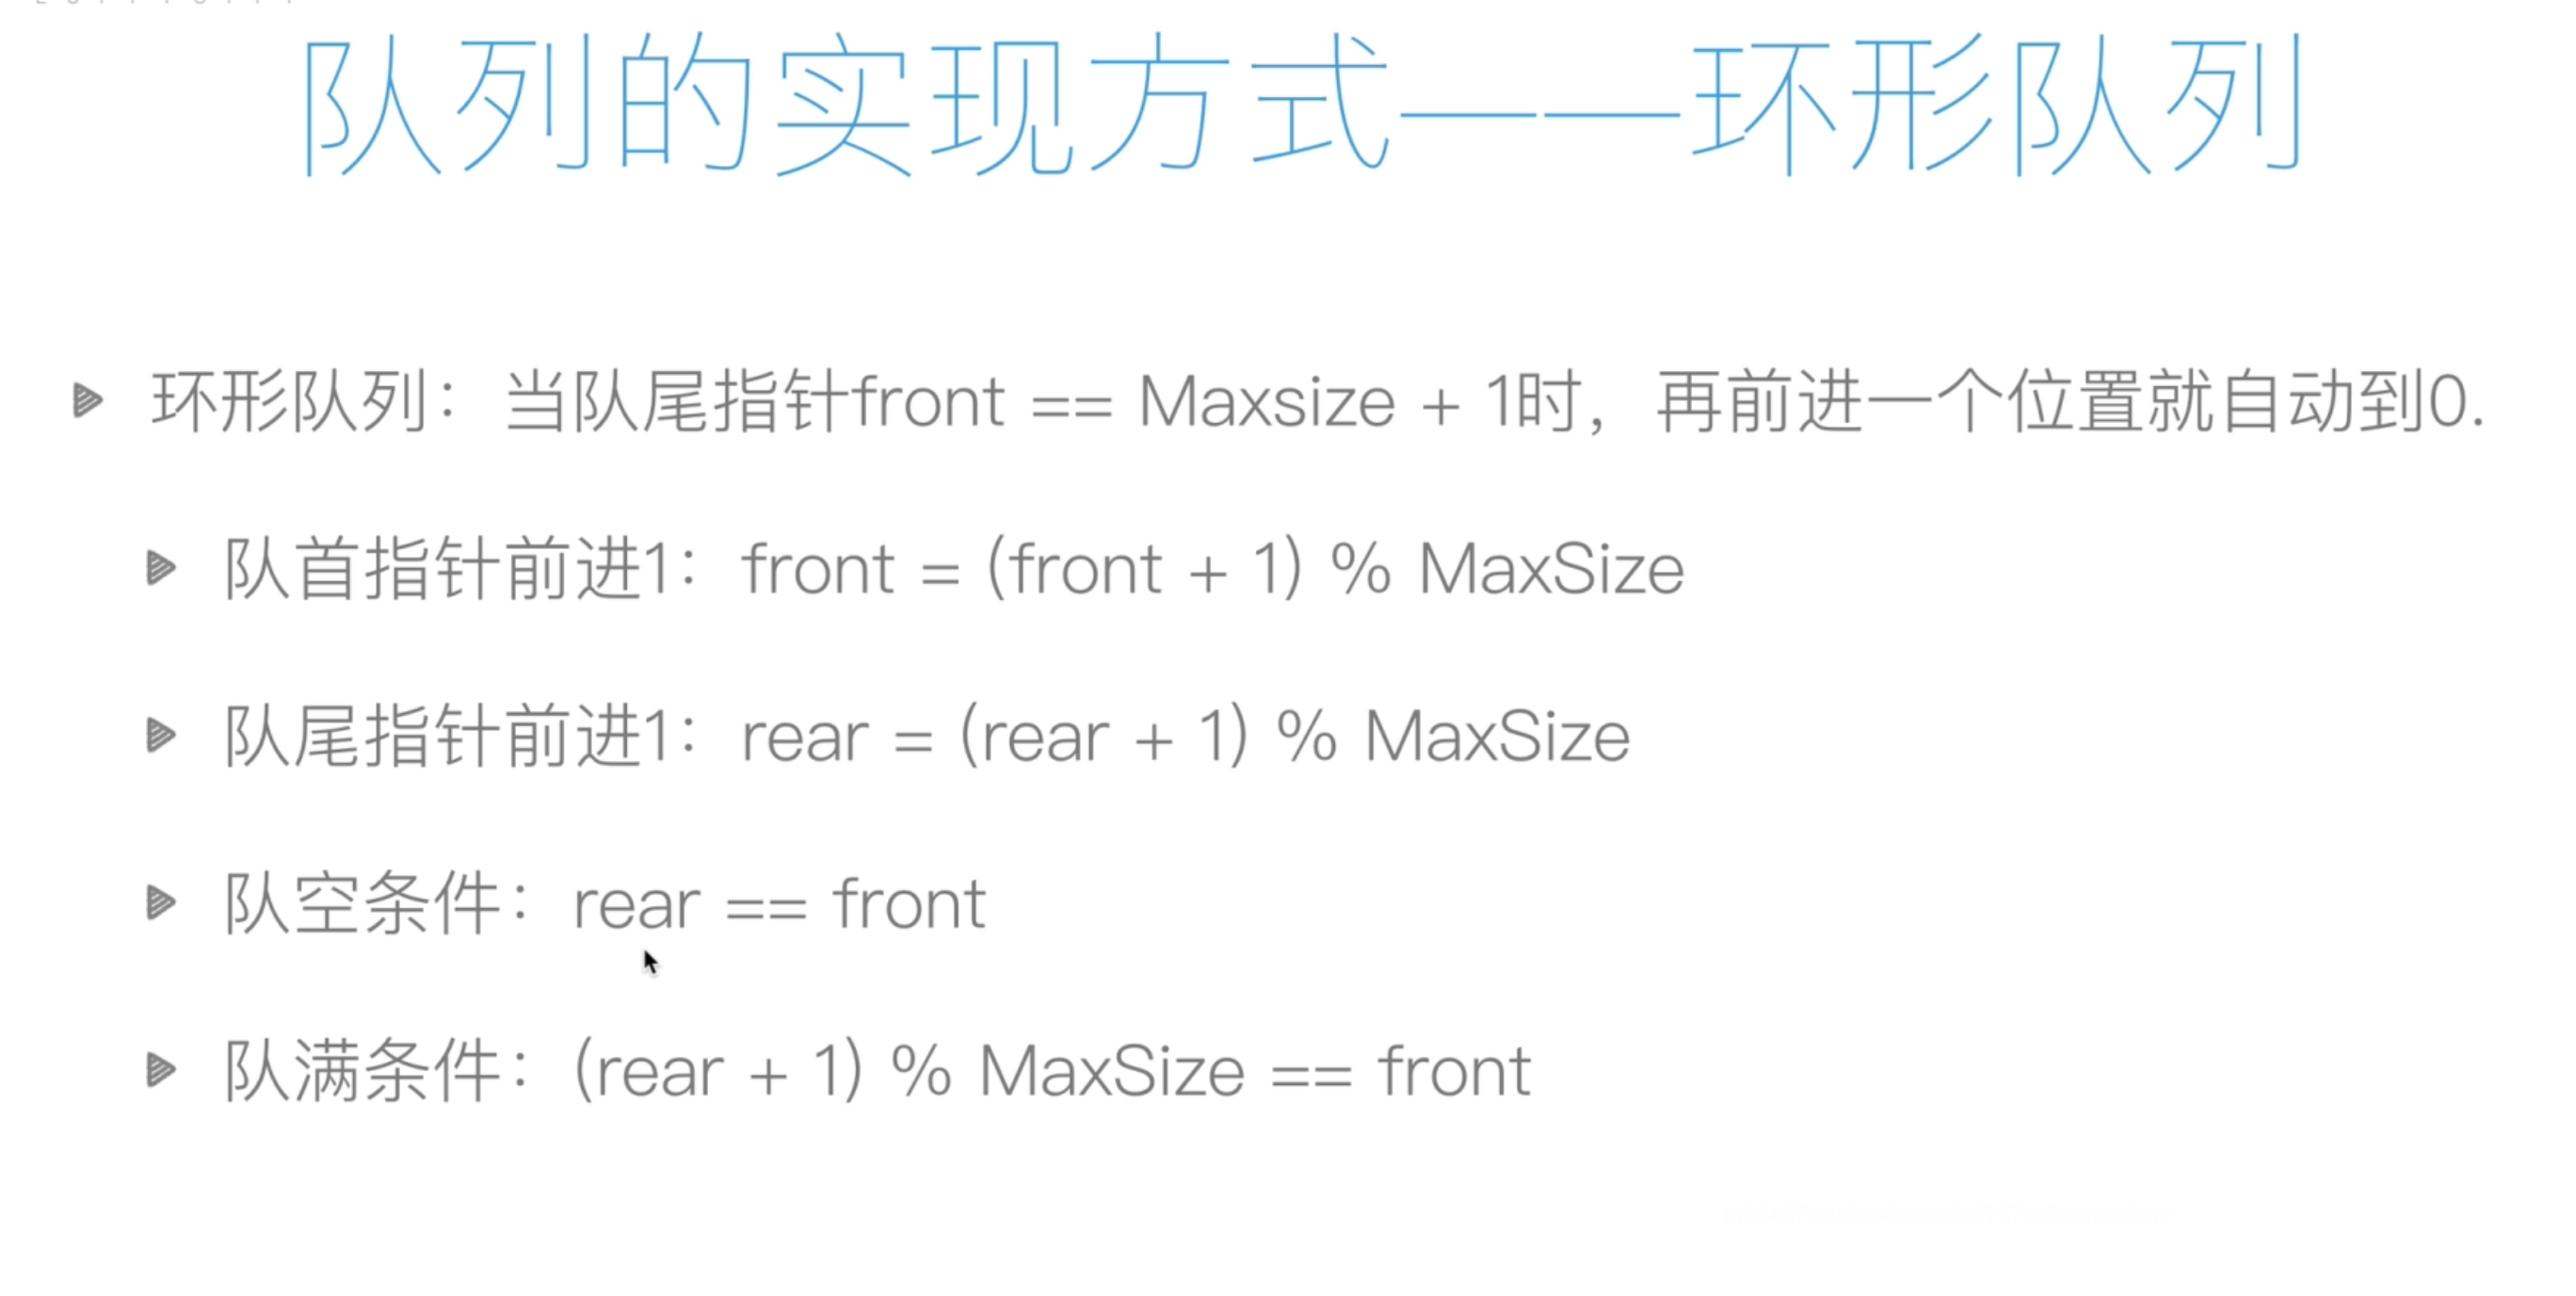 队列的实现方式——环形队列
环形队列：当队尾指针front == Maxsize + 1时，再前进一个位置就自动到0.
队首指针前进1：front = (front + 1) % MaxSize
队尾指针前进1：rear = (rear + 1) % MaxSize
队空条件：rear == front
队满条件：(rear + 1) % MaxSize == front